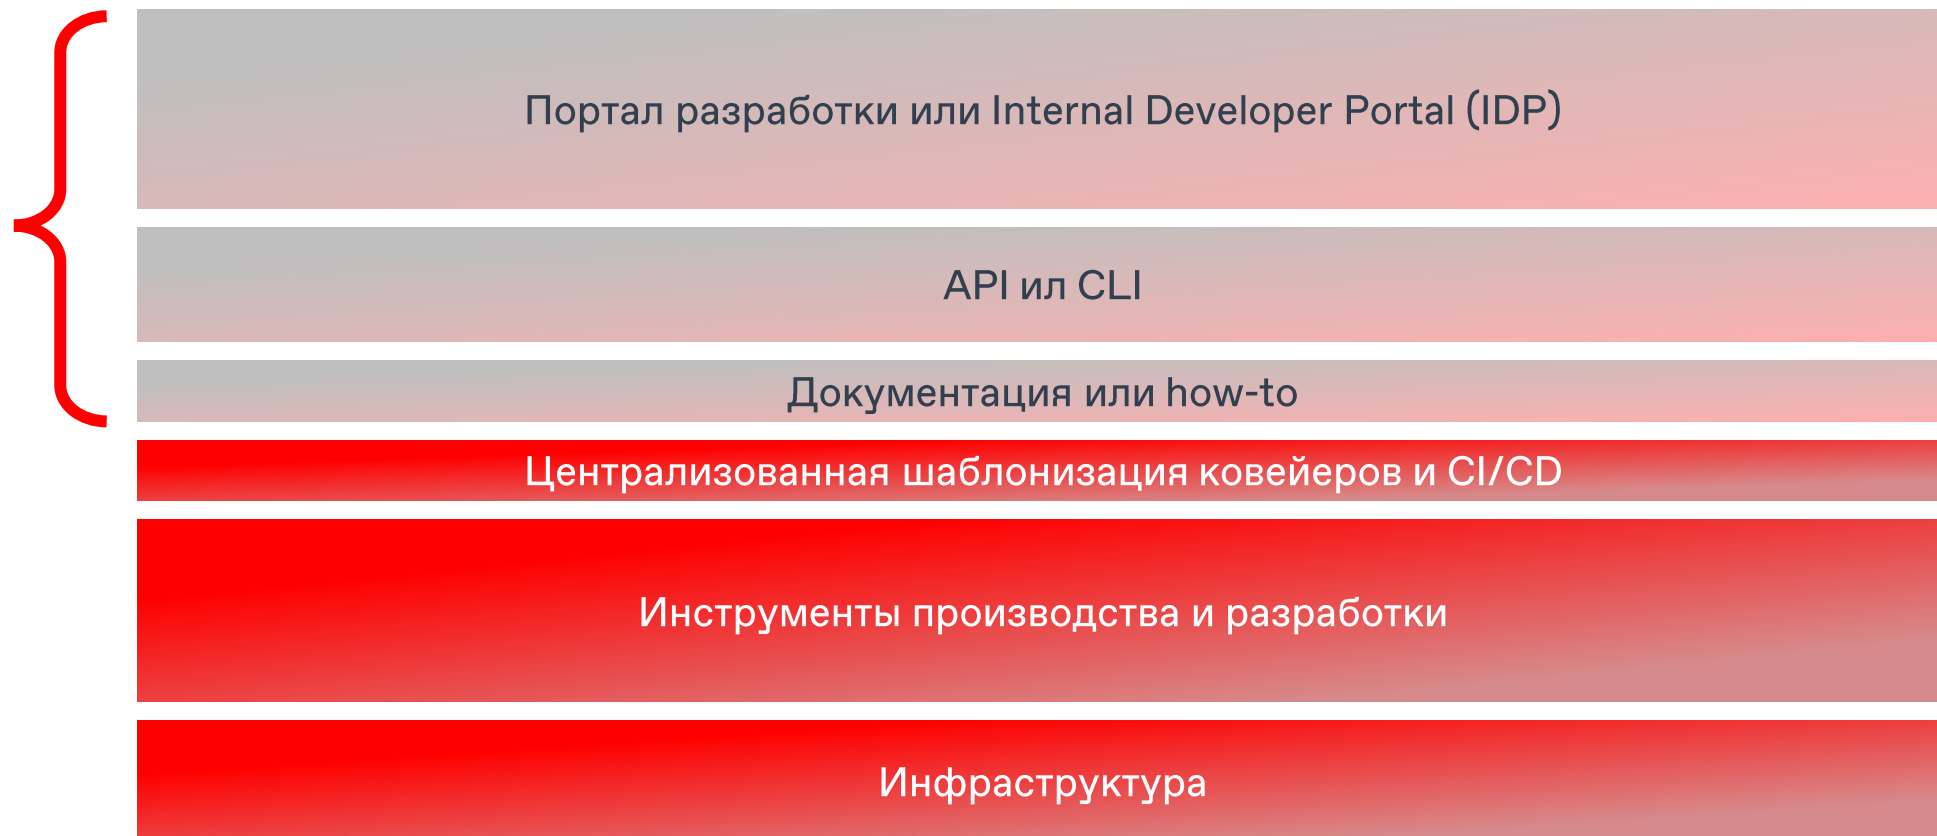 Портал разработки или Internal Developer Portal (IDP)
API ил CLI
Документация или how-to
Централизованная шаблонизация ковейеров и CI/CD
Инструменты производства и разработки
Инфраструктура